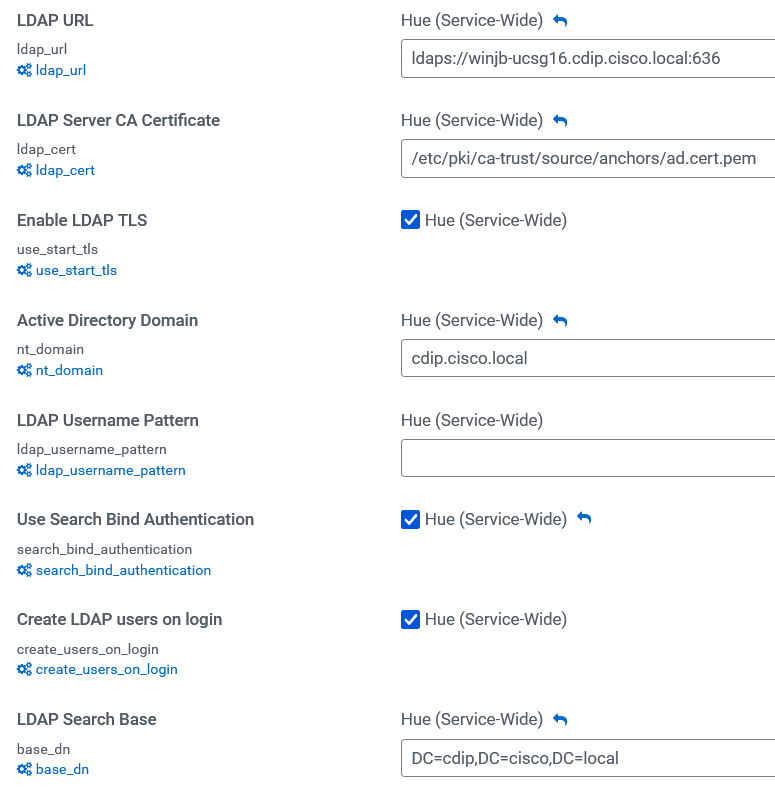 LDAP URL
Hue (Service-Wide)
ldap_url
ldap_url
ldaps://winjb-ucsg16.cdip.cisco.local:636
LDAP Server CA Certificate
Hue (Service-Wide)
ldap_cert
ldap_cert
/etc/pki/ca-trust/source/anchors/ad.cert.pem
Enable LDAP TLS
Hue (Service-Wide)
use_start_tls
use_start_tls
Active Directory Domain
Hue (Service-Wide)
nt_domain
nt_domain
cdip.cisco.local
LDAP Username Pattern
Hue (Service-Wide)
ldap_username_pattern
ldap_username_pattern
Use Search Bind Authentication
Hue (Service-Wide)
search_bind_authentication
search_bind_authentication
Create LDAP users on login
Hue (Service-Wide)
create_users_on_login
create_users_on_login
LDAP Search Base
Hue (Service-Wide)
base_dn
base_dn
DC=cdip,DC=cisco,DC=local